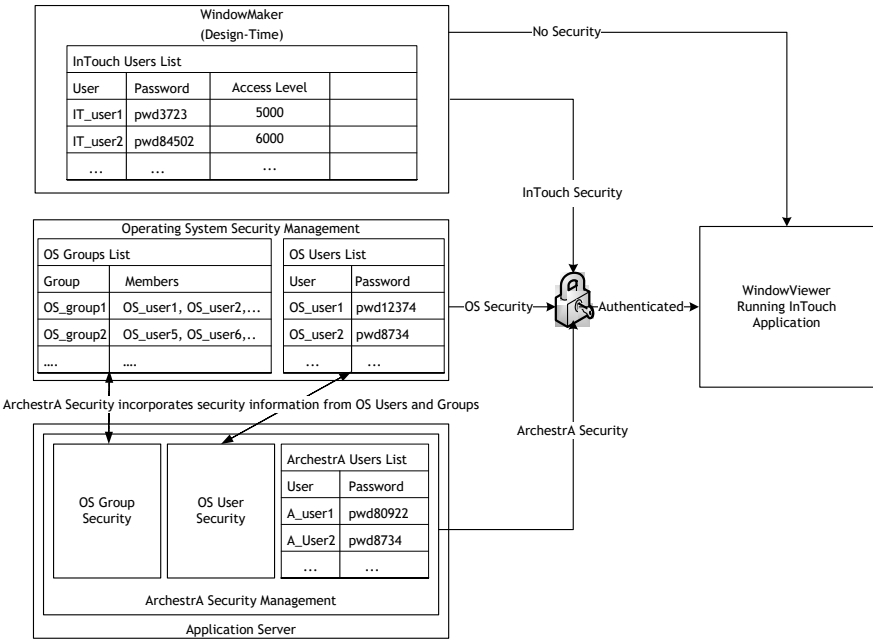 WindowMaker
(Design-Time)
InTouch Users List
User Password Access Level
IT_user1 pwd3723 5000
IT_user2 pwd84502 6000
... ... ...
No Security
InTouch Security
Operating System Security Management
OS Groups List
Group Members
OS_group1 OS_user1, OS_user2,...
OS_group2 OS_user5, OS_user6,..
.... ....
OS Users List
User Password
OS_user1 pwd12374
OS_user2 pwd8734
... ...
OS Security
Authenticated
WindowViewer
Running InTouch
Application
ArchestrA Security incorporates security information from OS Users and Groups
ArchestrA Security
OS Group
Security
OS User
Security
ArchestrA Users List
User Password
A_user1 pwd80922
A_User2 pwd8734
... ...
ArchestrA Security Management
Application Server